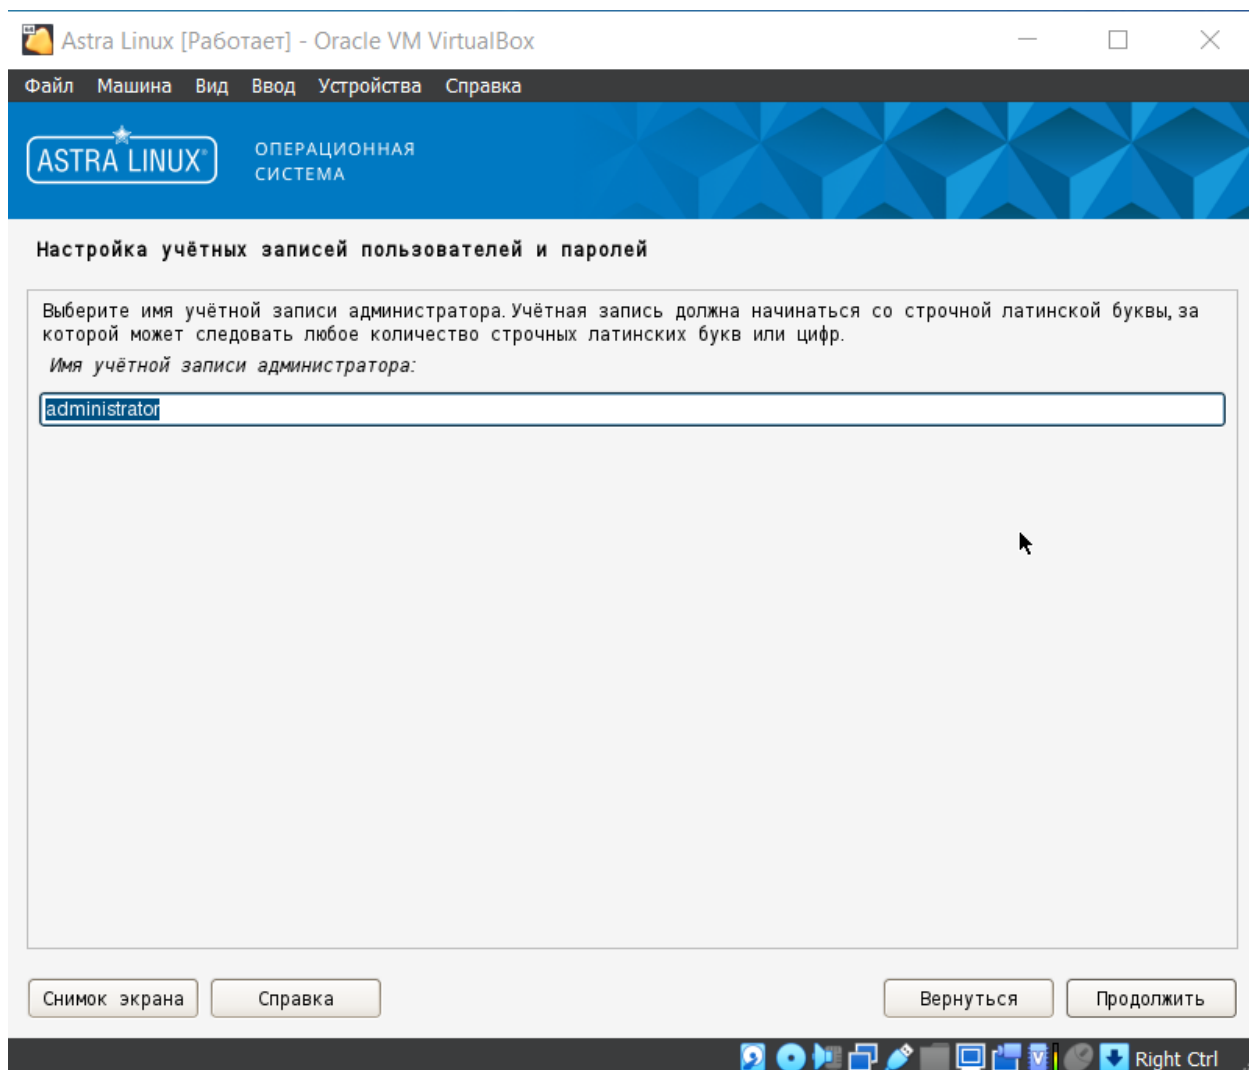 Astra Linux [Работает] - Oracle VM VirtualBox
Файл Машина Вид Ввод Устройства Справка
ASTRA LINUX®
ОПЕРАЦИОННАЯ
СИСТЕМА
Настройка учётных записей пользователей и паролей
Выберите имя учётной записи администратора. Учётная запись должна начинаться со строчной латинской буквы, за
которой может следовать любое количество строчных латинских букв или цифр.
Имя учётной записи администратора:
administrator
Снимок экрана Справка Вернуться Продолжить
Right Ctrl